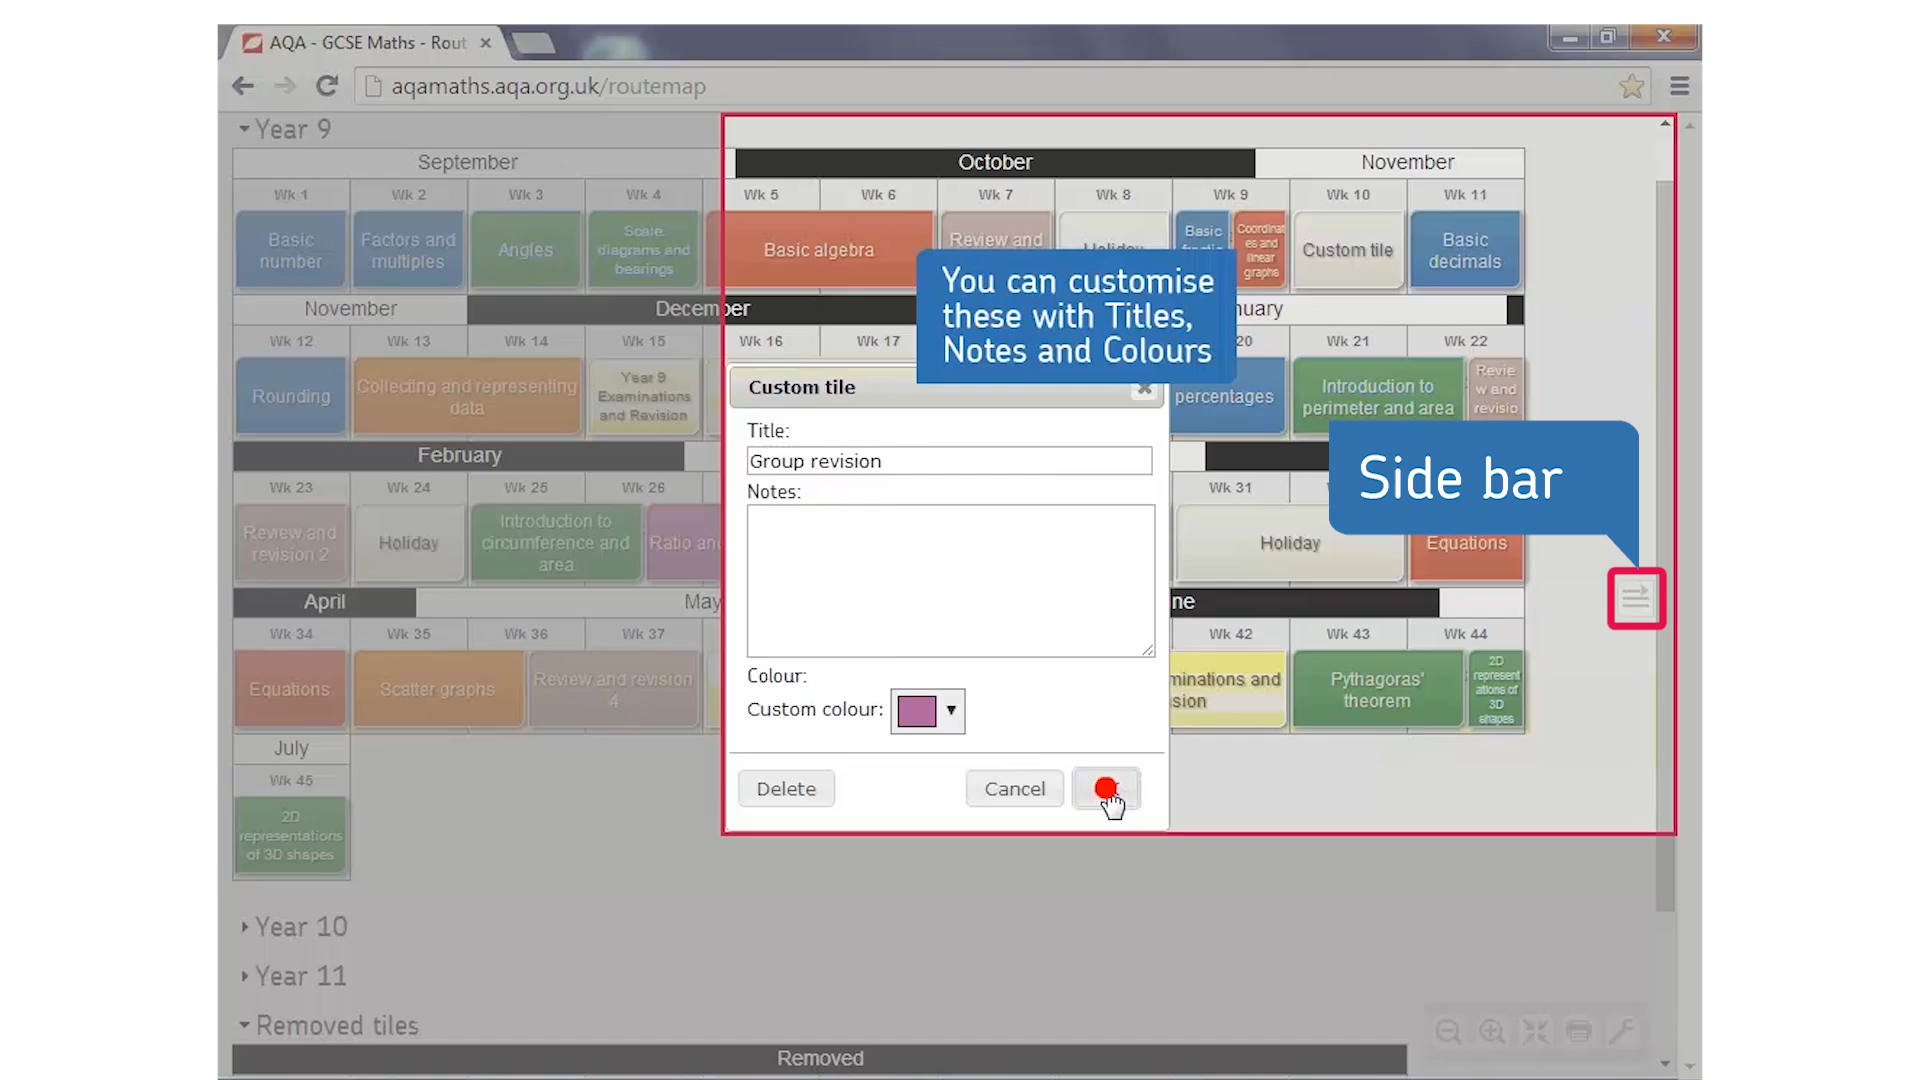 AQA - GCSE Maths - Rout
aqamaths.aqa.org.uk/routemap
Year 9
September
October
November
Wk 1
Wk 2
Wk 3
Wk 4
Wk 5
Wk 6
Wk 7
Wk 8
Wk 9
Wk 10
Wk 11
Basic
number
Factors and
multiples
Angles
Scale
diagrams and
bearings
Basic algebra
Review and
Holiday
Basic
Coordinat
es and
linear
graphs
Custom tile
Basic
decimals
You can customise
these with Titles,
Notes and Colours
November
December
nuary
Wk 12
Wk 13
Wk 14
Wk 15
Wk 16
Wk 17
20
Wk 21
Wk 22
Rounding
Collecting and representing
data
Year 9
Examinations
and Revision
percentages
Introduction to
perimeter and area
Revie
w and
revisio
Custom tile
Title:
Group revision
Notes:
Colour:
Custom colour:
Delete
Cancel
Side bar
February
Wk 23
Wk 24
Wk 25
Wk 26
Wk 31
Review and
revision 2
Holiday
Introduction to
circumference and
area
Ratio an
Holiday
Equations
April
May
ne
Wk 34
Wk 35
Wk 36
Wk 37
Wk 42
Wk 43
Wk 44
Equations
Scatter graphs
Review and revision
4
minations and
sion
Pythagoras'
theorem
2D
represent
ations of
3D
shapes
July
Wk 45
2D
representations
of 3D shapes
Year 10
Year 11
Removed tiles
Removed